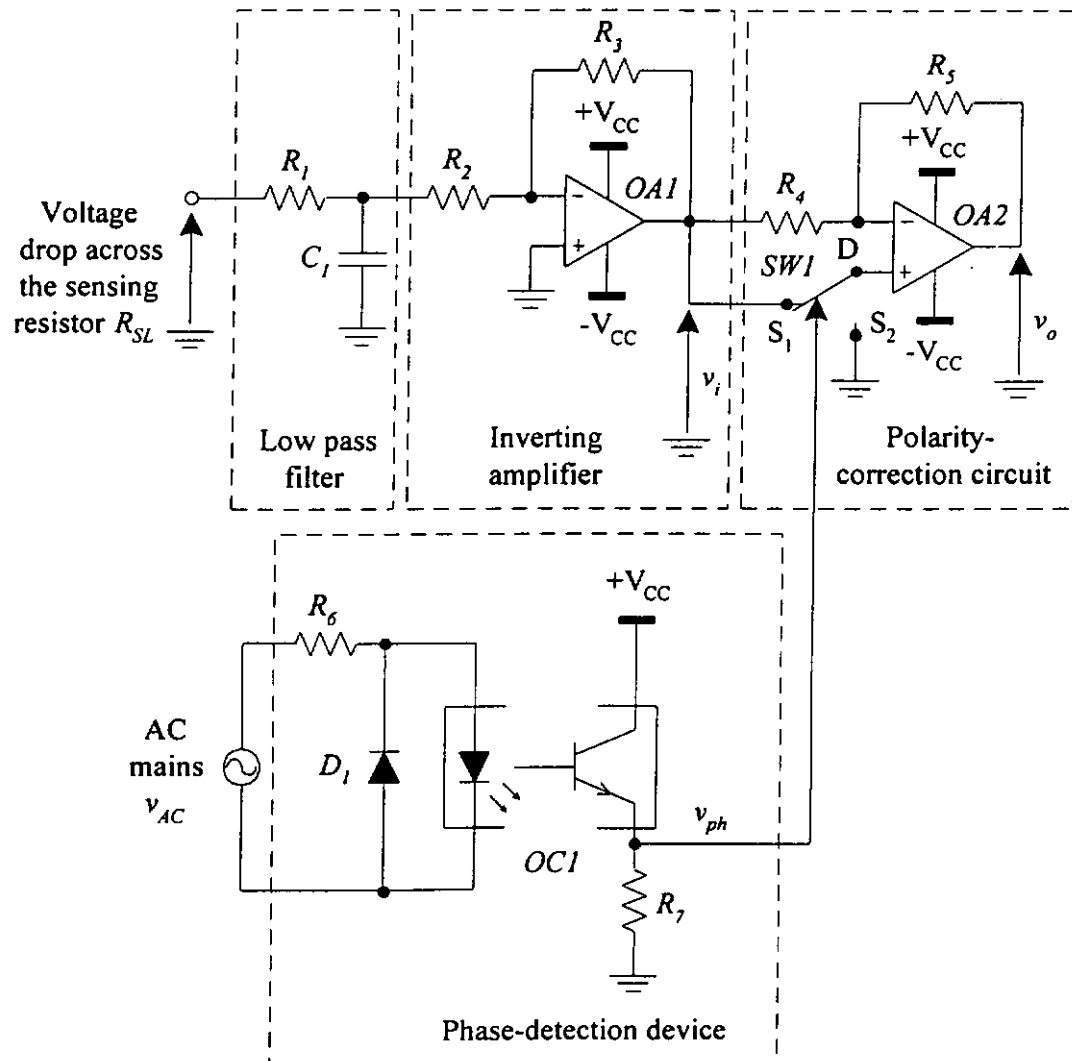 R3
R5
+VCC
+VCC
R1
R2
OA1
R4
OA2
Voltage
drop across
the sensing
resistor RSL
C1
D
SW1
-VCC
S1
S2
-VCC
vi
vo
Low pass
filter
Inverting
amplifier
Polarity-
correction circuit
+VCC
R6
AC
mains
vAC
D1
vph
OC1
R7
Phase-detection device